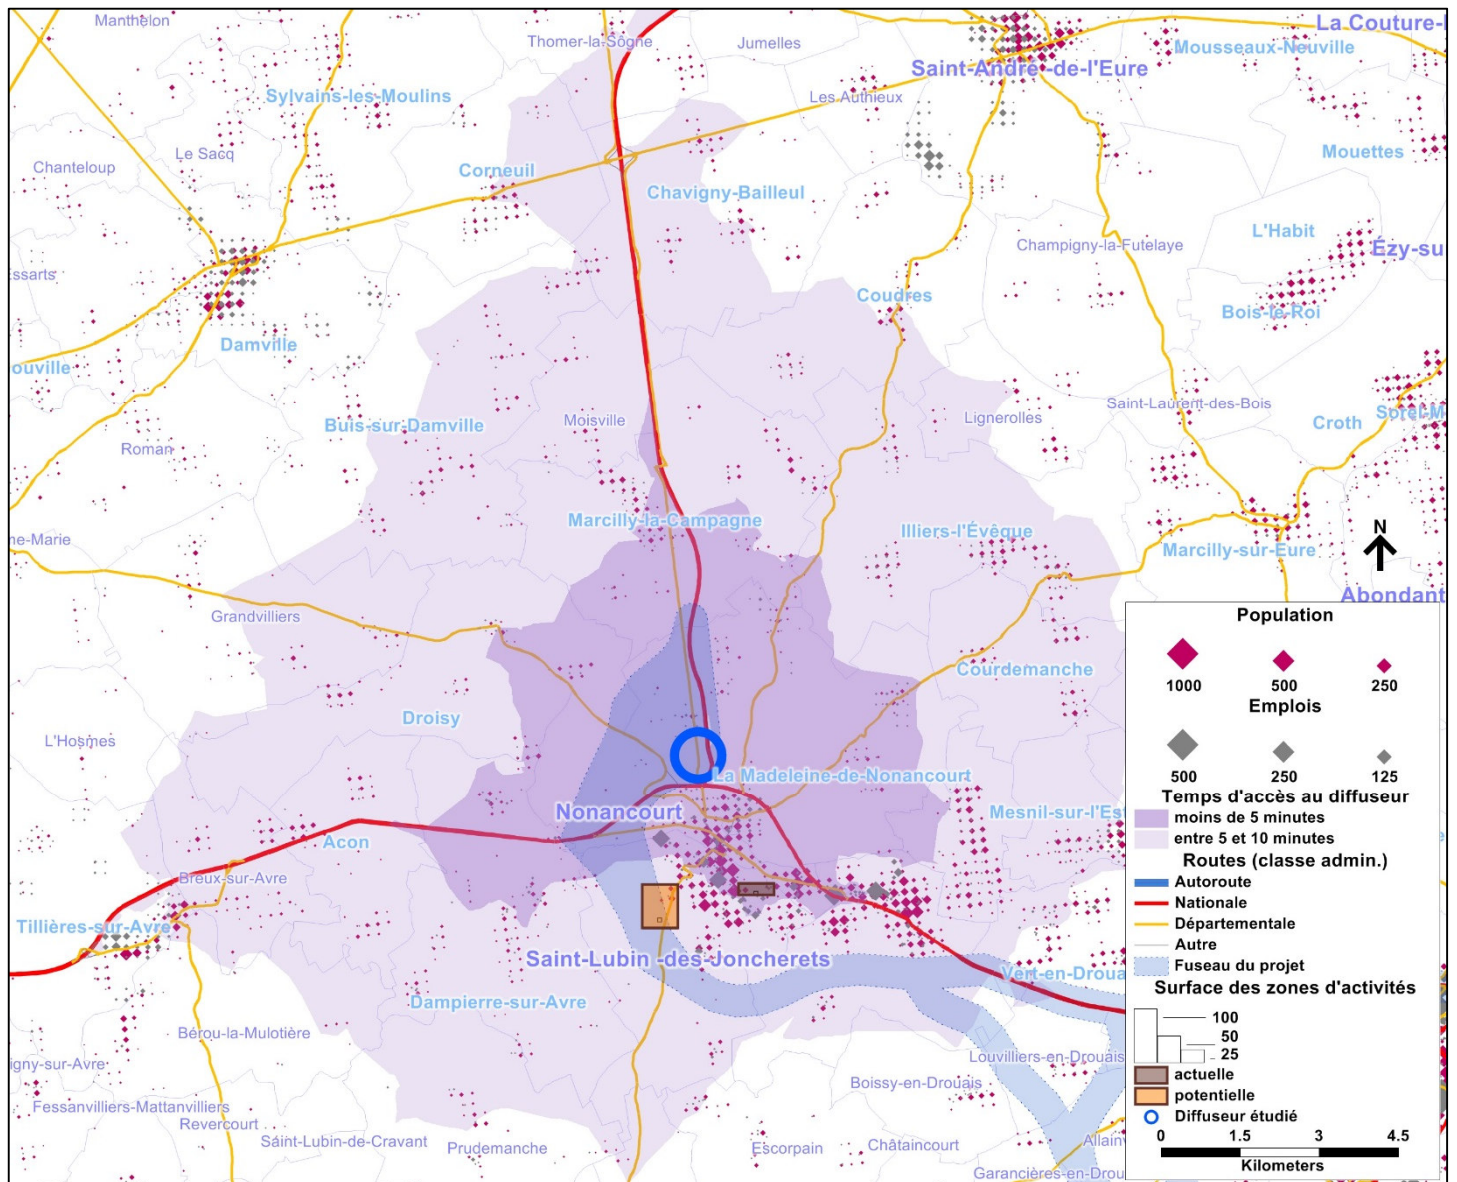 Manthelon
Thomer-la-Sôgne
Jumelles
La Couture-
Mousseaux-Neuville
Saint-André-de-l'Eure
Sylvains-les-Moulins
Les Authieux
Chanteloup
Le Sacq
Corneuil
Chavigny-Bailleul
Mouettes
L'Habit
Champigny-la-Futelaye
Ézy-su
ssarts
Coudres
Bois-le-Roi
Damville
ouville
Buis-sur-Damville
Moisville
Lignerolles
Saint-Laurent-des-Bois
Croth
Sorel-M
Roman
Marcilly-la-Campagne
Illiers-l'Évêque
me-Marie
Marcilly-sur-Eure
N
Abondant
Grandvilliers
Courdemanche
Droisy
L'Hosmes
La Madeleine-de-Nonancourt
Nonancourt
Mesnil-sur-l'Est
Acon
Breux-sur-Avre
Tillières-sur-Avre
Saint-Lubin -des-Joncherets
Vert-en-Droua
Dampierre-sur-Avre
Bérou-la-Mulotière
igny-sur-Avre
Louvilliers-en-Drouais
Boissy-en-Drouais
Fessanvilliers-Mattanvilliers
Revercourt
Saint-Lubin-de-Cravant
Prudemanche
Escorpain
Châtaincourt
Allainv
Garancières-en-Drou
Population
1000 500 250
Emplois
500 250 125
Temps d'accès au diffuseur
moins de 5 minutes
entre 5 et 10 minutes
Routes (classe admin.)
Autoroute
Nationale
Départementale
Autre
Fuseau du projet
Surface des zones d'activités
100
50
25
actuelle
potentielle
Diffuseur étudié
0 1.5 3 4.5
Kilometers